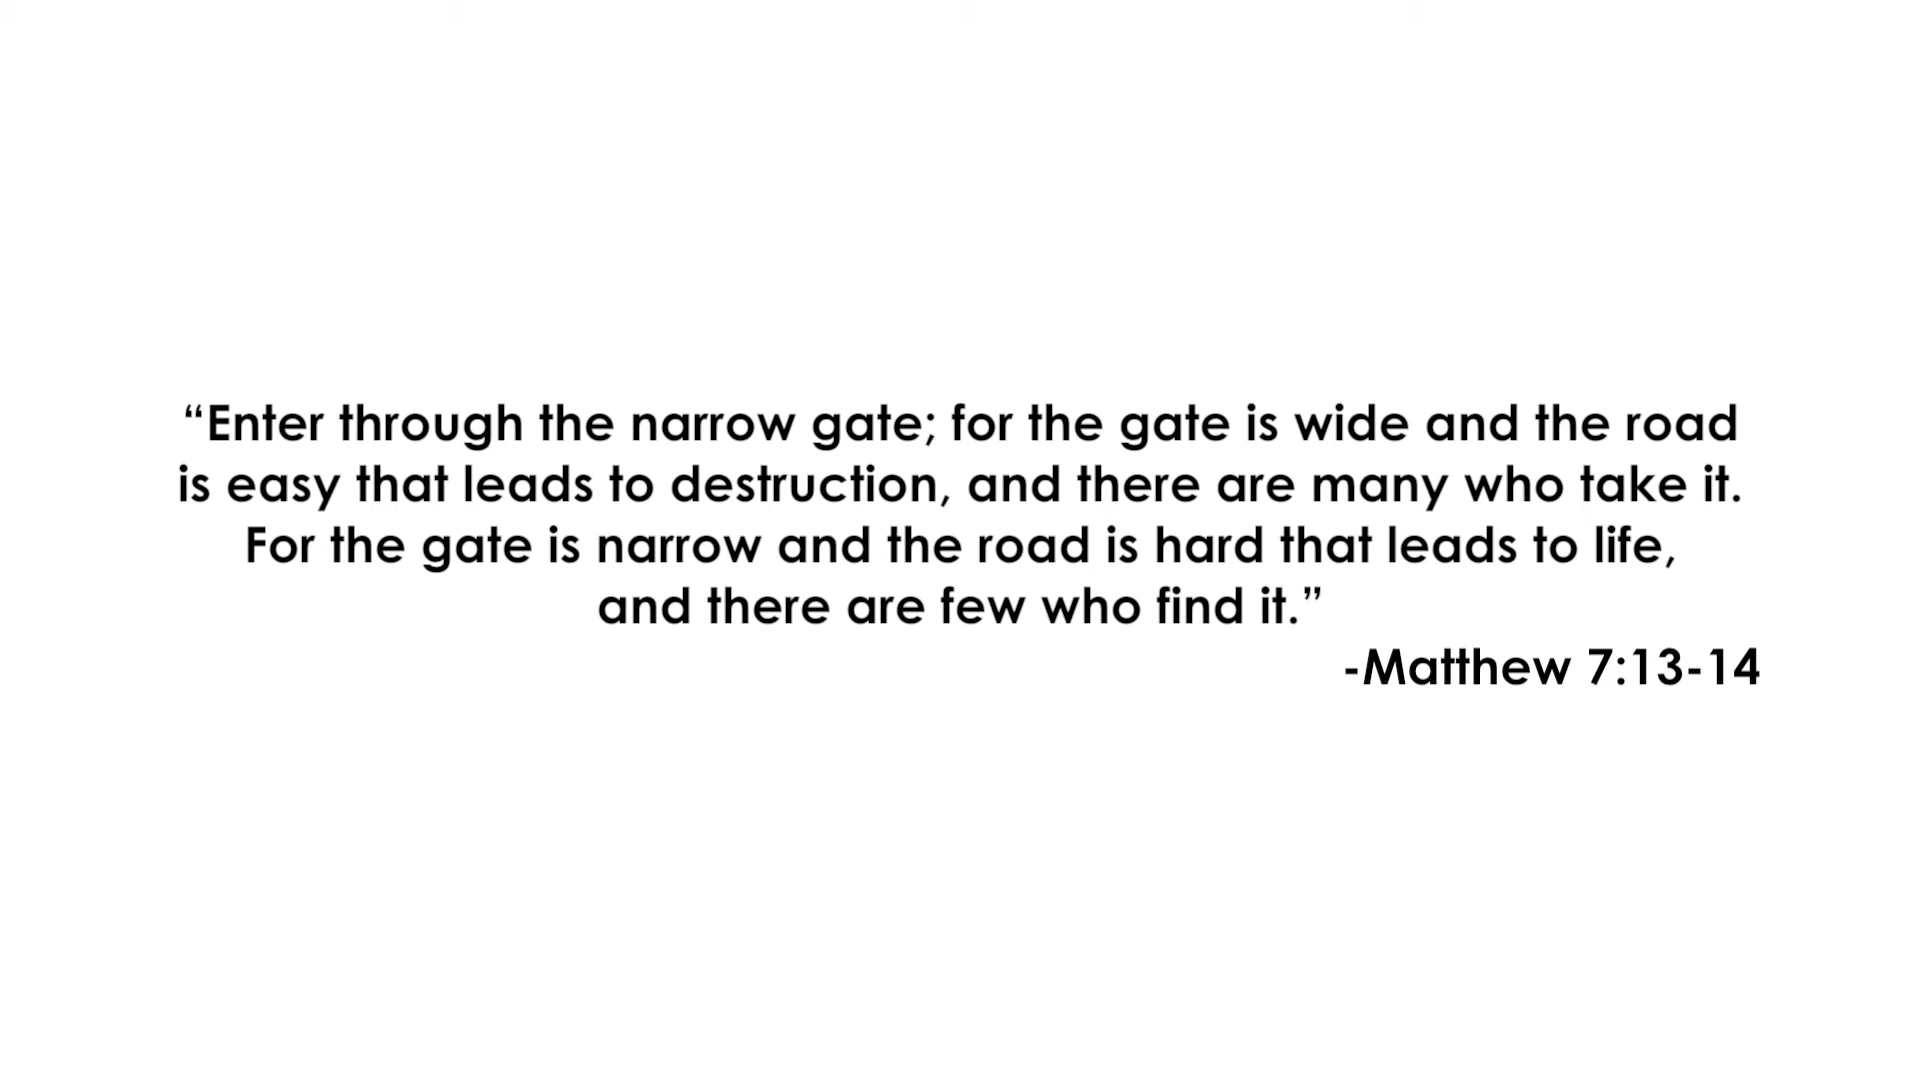 “Enter through the narrow gate; for the gate is wide and the road
is easy that leads to destruction, and there are many who take it.
For the gate is narrow and the road is hard that leads to life,
and there are few who find it.”
-Matthew 7:13-14